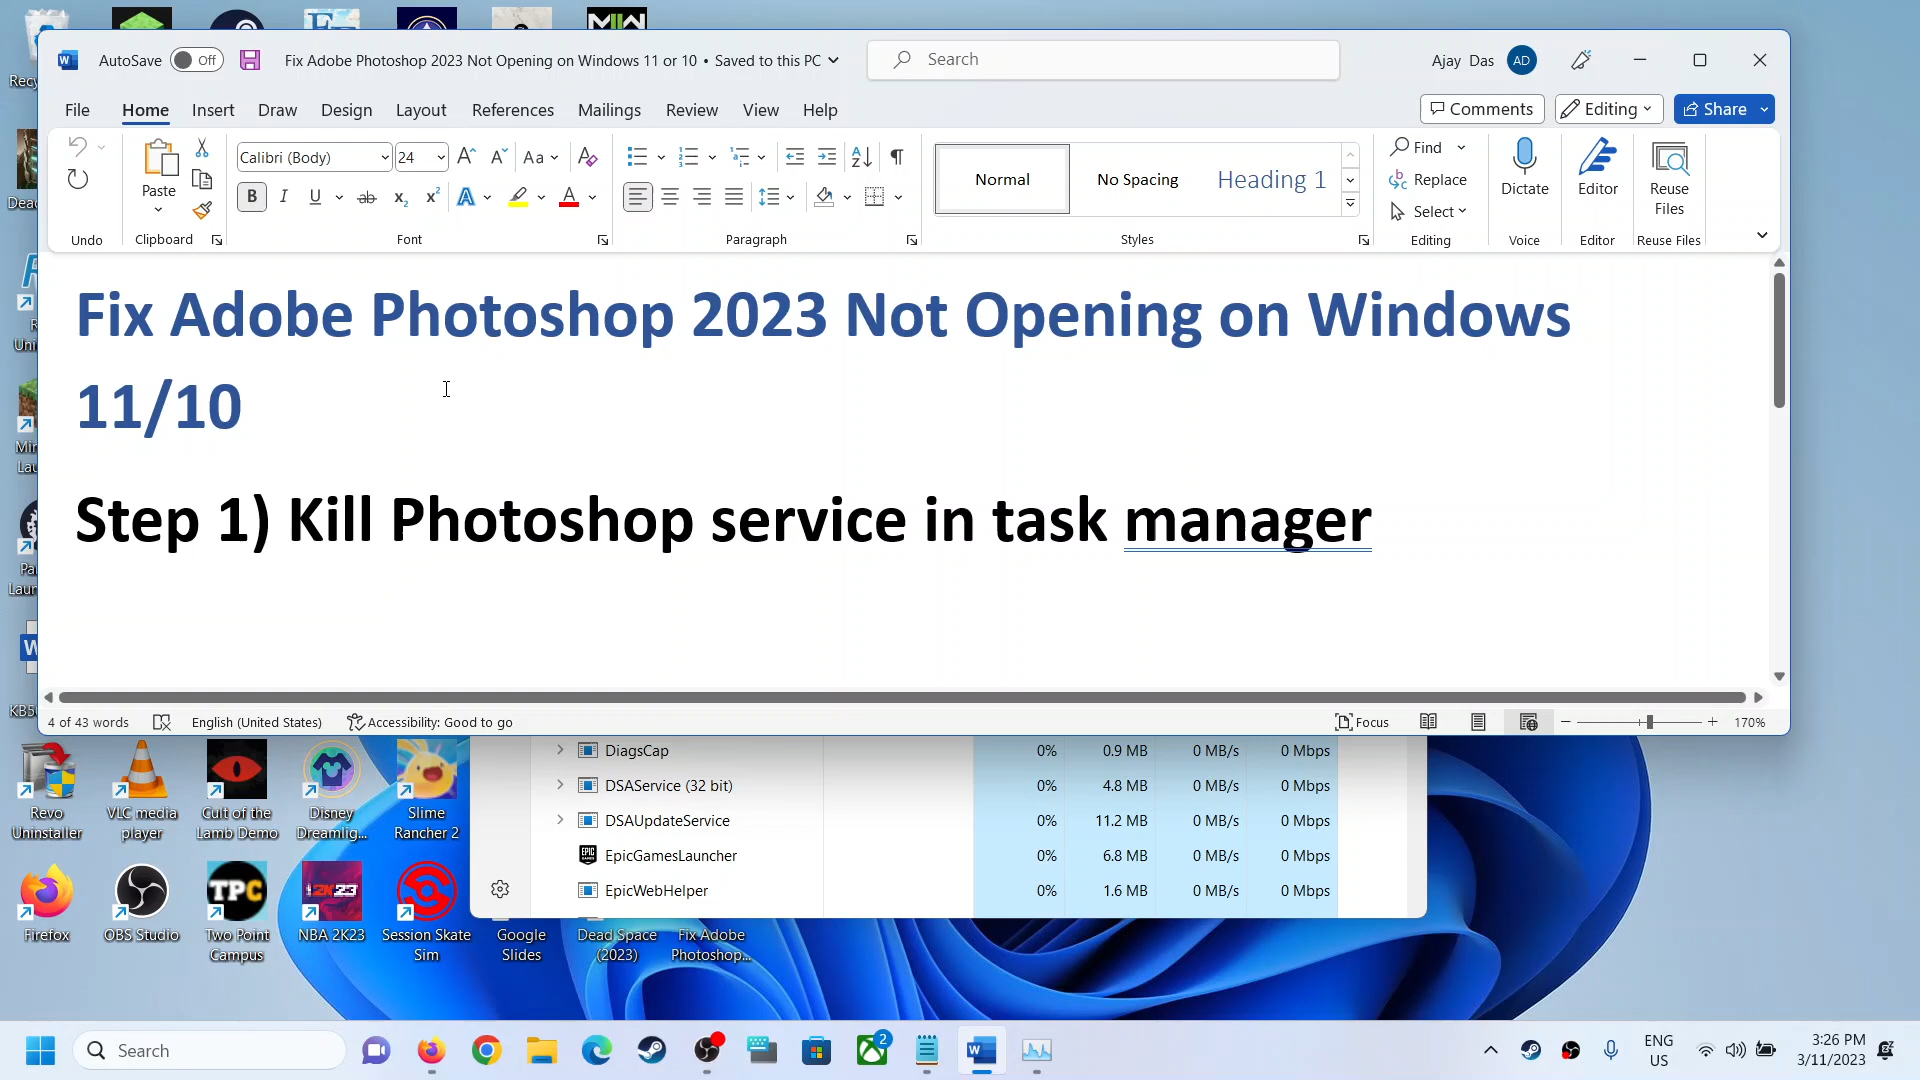 AutoSave Off Fix Adobe Photoshop 2023 Not Opening on Windows 11 or 10 • Saved to this PC Search Ajay Das AD
File Home Insert Draw Design Layout References Mailings Review View Help Comments Editing Share
Paste
Calibri (Body) 24 Aa
Normal No Spacing Heading 1
Find
Replace
Select
Dictate Editor Reuse Files
Undo Clipboard Font Paragraph Styles Editing Voice Editor Reuse Files
Fix Adobe Photoshop 2023 Not Opening on Windows
11/10
Step 1) Kill Photoshop service in task manager
4 of 43 words English (United States) Accessibility: Good to go Focus 170%
DiagsCap 0% 0.9 MB 0 MB/s 0 Mbps
DSAService (32 bit) 0% 4.8 MB 0 MB/s 0 Mbps
DSAUpdateService 0% 11.2 MB 0 MB/s 0 Mbps
EpicGamesLauncher 0% 6.8 MB 0 MB/s 0 Mbps
EpicWebHelper 0% 1.6 MB 0 MB/s 0 Mbps
Revo Uninstaller
VLC media player
Cult of the Lamb Demo
Disney Dreamlig...
Slime Rancher 2
Firefox
OBS Studio
TPC
Two Point Campus
2K23
NBA 2K23
Session Skate Sim
Google Slides
Dead Space (2023)
Fix Adobe Photoshop...
Search
2
ENG
US
3:26 PM
3/11/2023